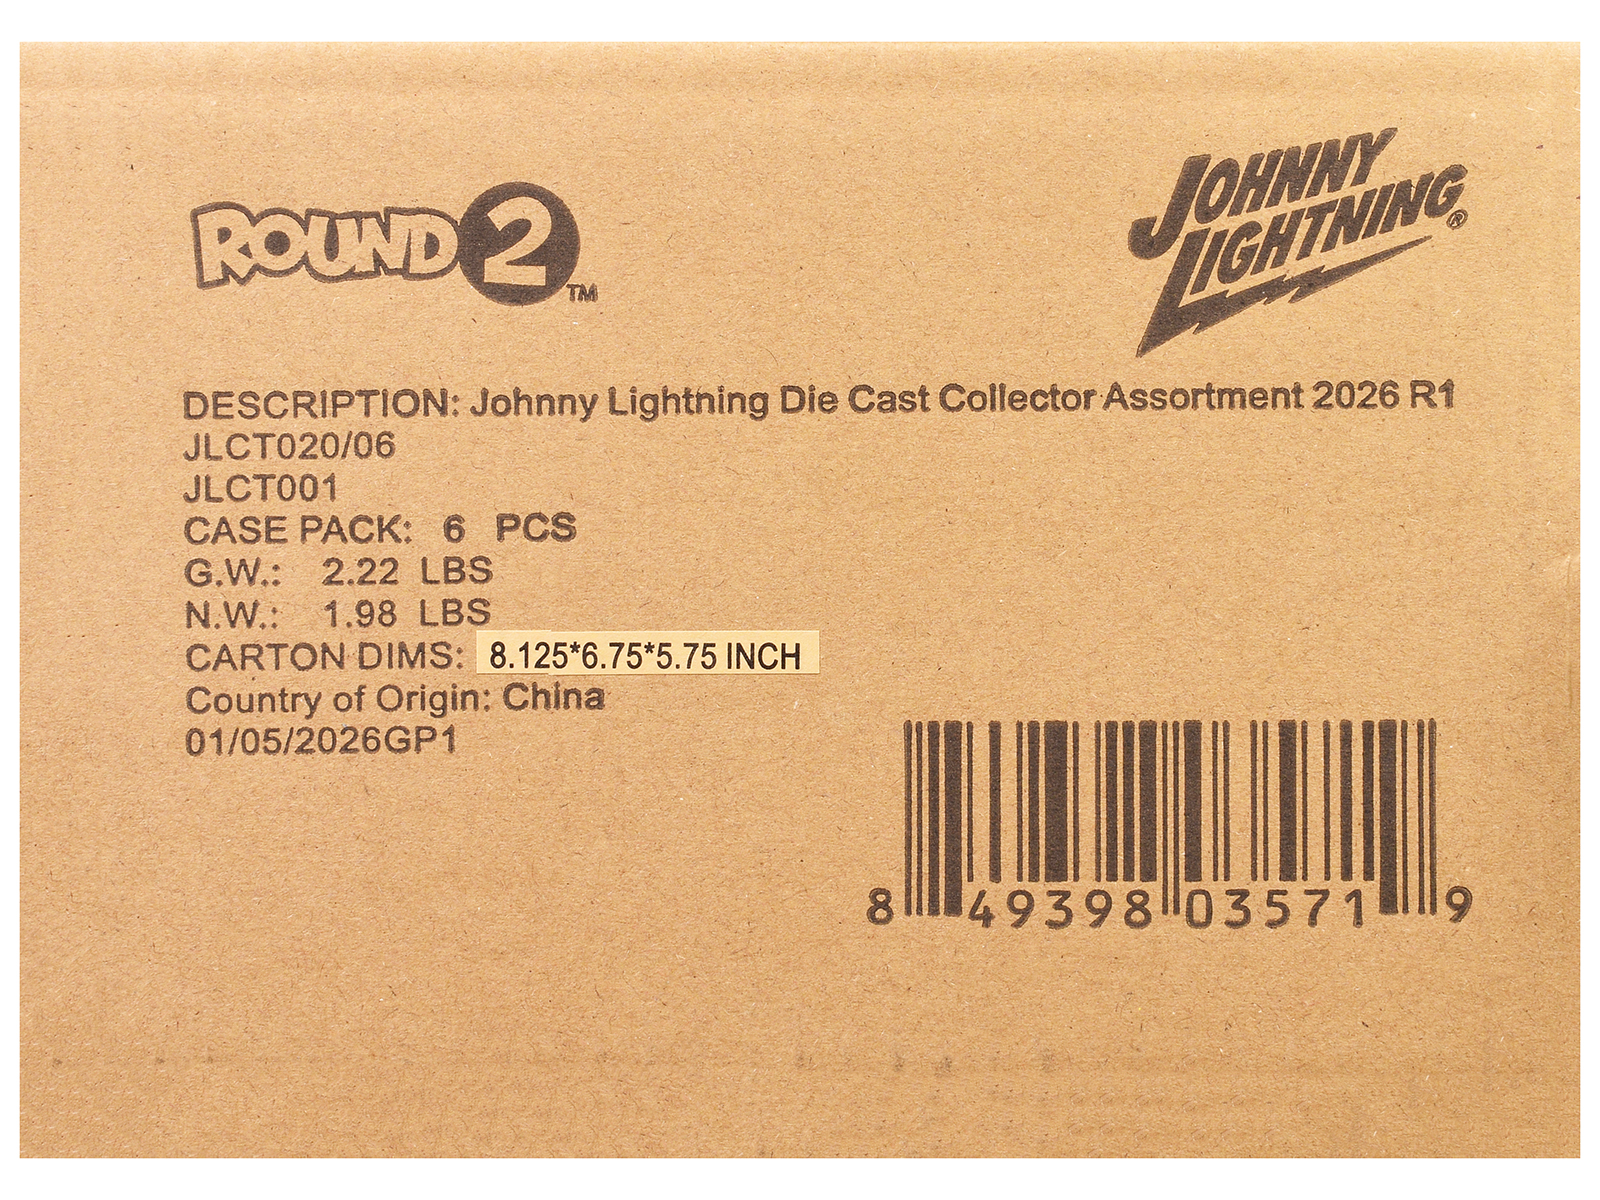 ROUND 2 ™
JOHNNY
LIGHTNING ®
DESCRIPTION: Johnny Lightning Die Cast Collector Assortment 2026 R1
JLCT020/06
JLCT001
CASE PACK: 6 PCS
G.W.: 2.22 LBS
N.W.: 1.98 LBS
CARTON DIMS: 8.125*6.75*5.75 INCH
Country of Origin: China
01/05/2026GP1
8 49398 03571 9